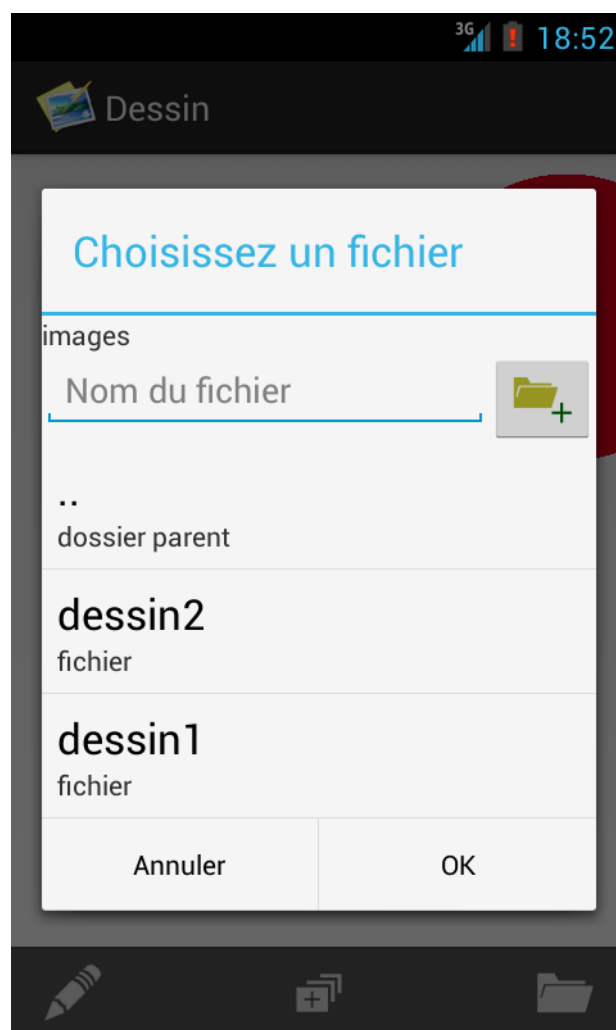 3G 18:52
Dessin
Choisissez un fichier
images
Nom du fichier
..
dossier parent
dessin2
fichier
dessin1
fichier
Annuler OK